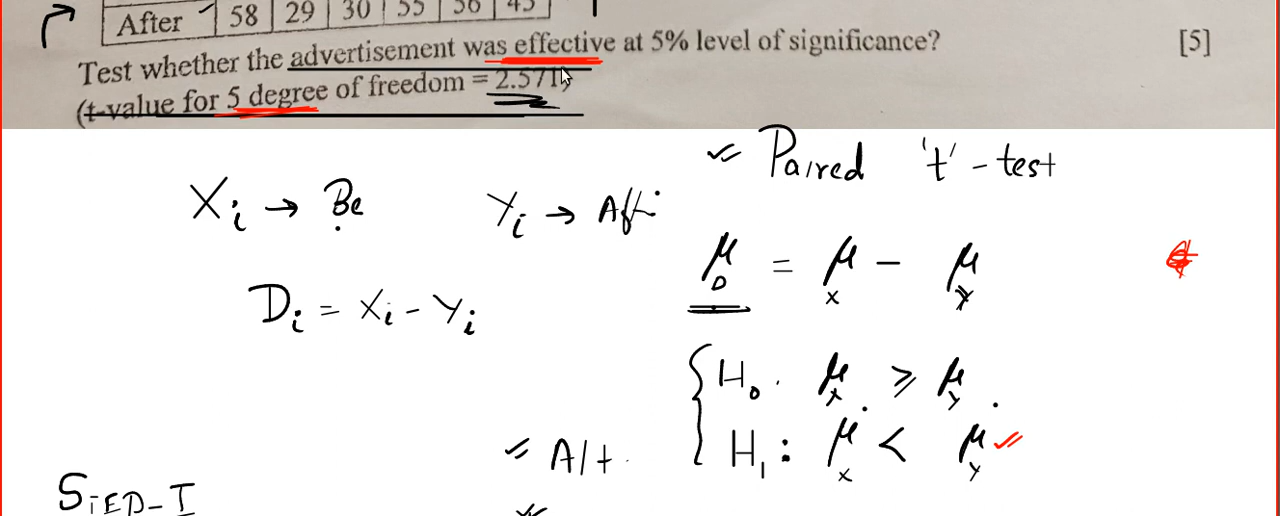 After 58 29 30 55 56 45
Test whether the advertisement was effective at 5% level of significance? [5]
(t-value for 5 degree of freedom = 2.571)
Paired 't' - test
Xi → Be
Yi →
μD = μx - μy
Di = Xi - Yi
H0. μx ≥ μy.
H1: μx < μy
Alt.
STEP-I